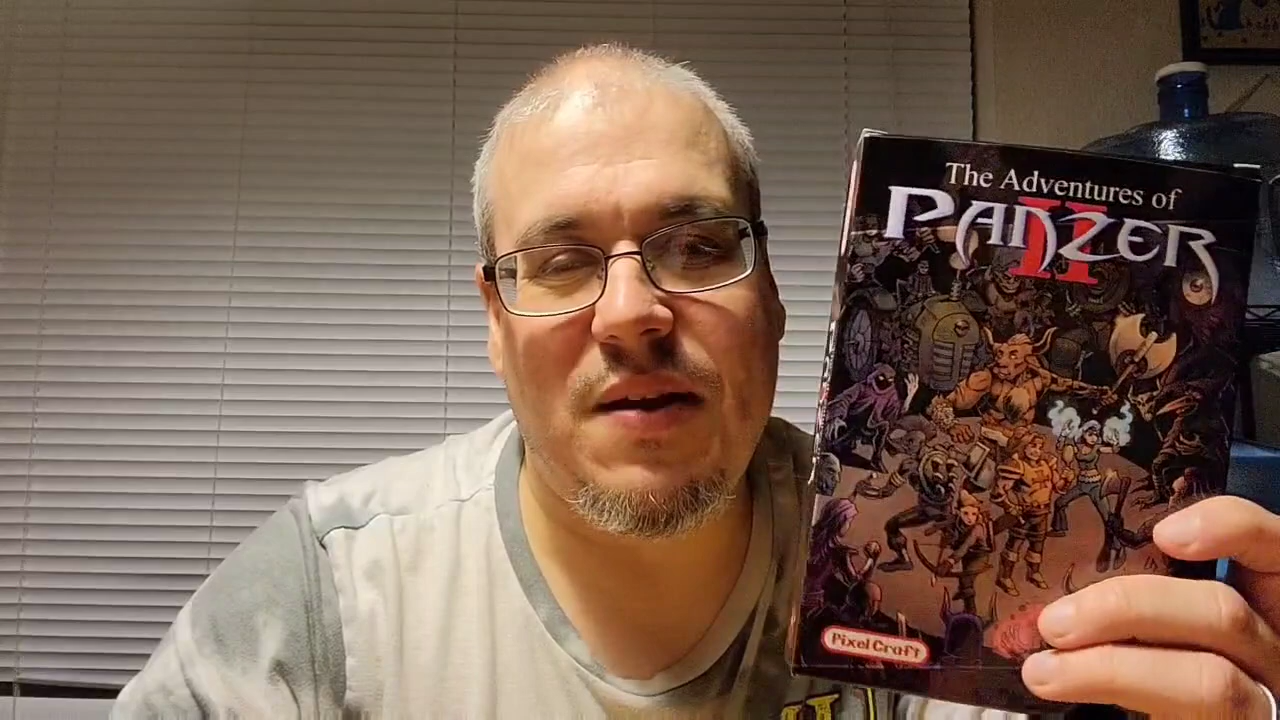 The Adventures of
PANZER
II
Pixel Craft